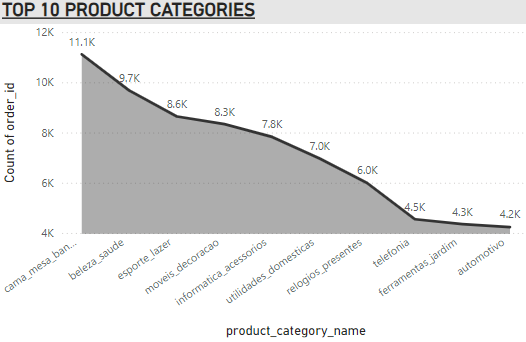 TOP 10 PRODUCT CATEGORIES
12K
11.1K
10K
9.7K
8.6K
8.3K
8K
7.8K
7.0K
6K
6.0K
4.5K
4.3K
4.2K
4K
Count of order_id
cama_mesa_ban...
beleza_saude
esporte_lazer
moveis_decoracao
informatica_acessorios
utilidades_domesticas
relogios_presentes
telefonia
ferramentas_jardim
automotivo
product_category_name